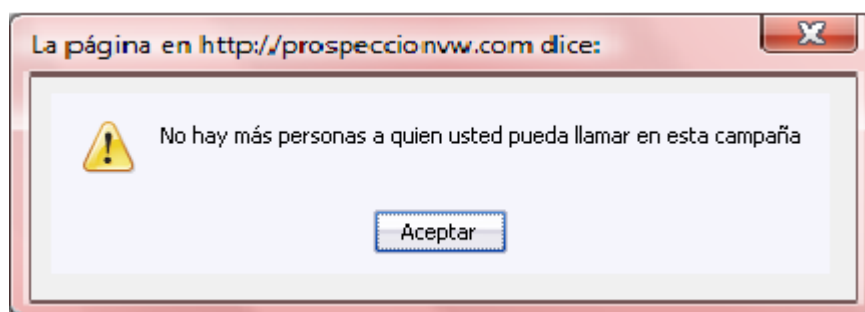 La página en http://prospeccionvw.com dice:
No hay más personas a quien usted pueda llamar en esta campaña
Aceptar